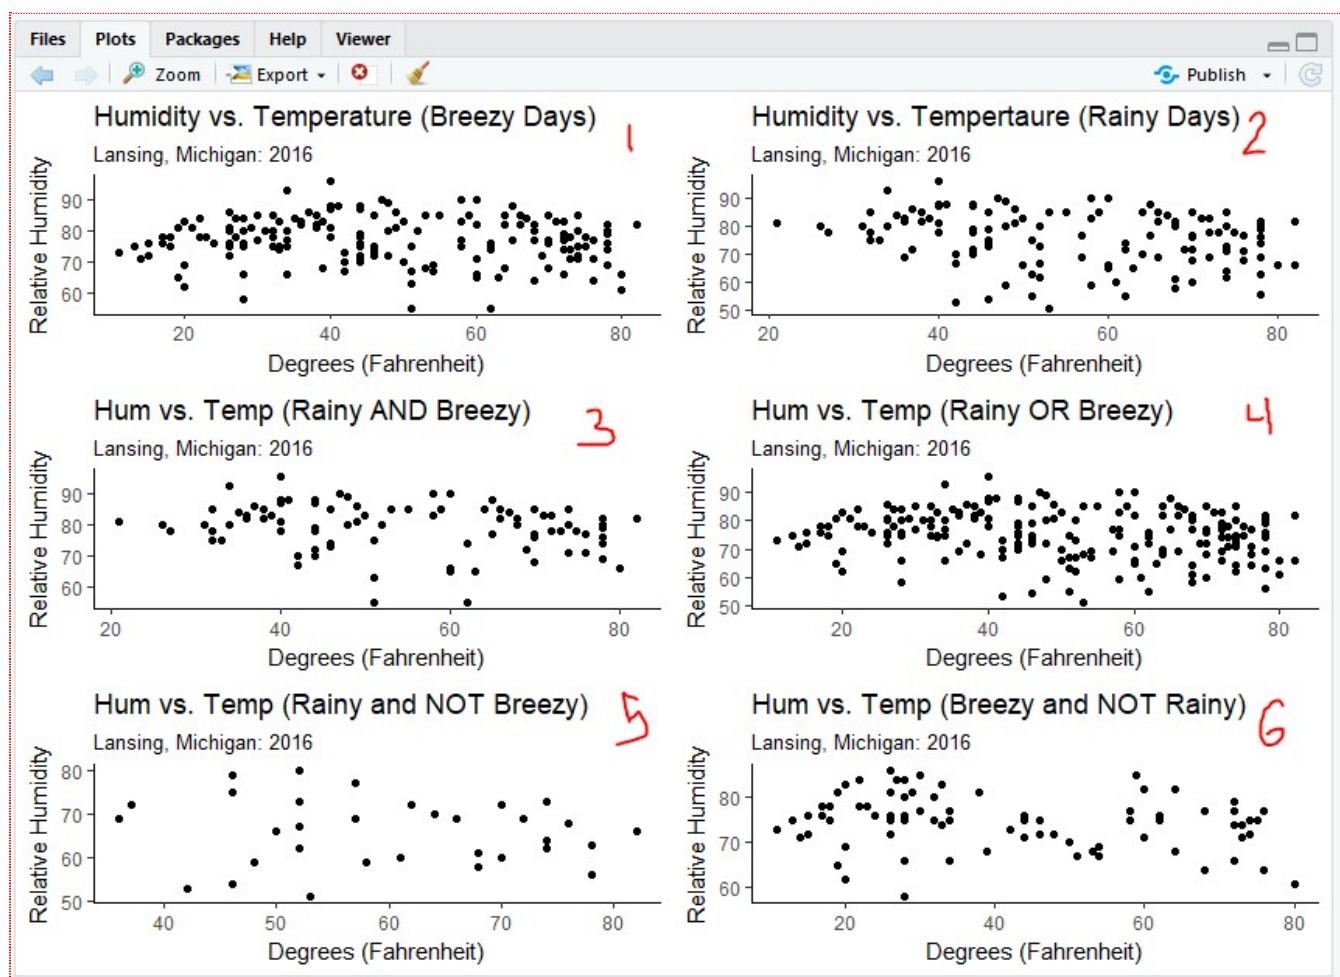 Files Plots Packages Help Viewer
Zoom Export Publish
Humidity vs. Temperature (Breezy Days) 1
Lansing, Michigan: 2016
Relative Humidity
90
80
70
60
20 40 60 80
Degrees (Fahrenheit)
Humidity vs. Tempertaure (Rainy Days) 2
Lansing, Michigan: 2016
Relative Humidity
90
80
70
60
50
20 40 60 80
Degrees (Fahrenheit)
Hum vs. Temp (Rainy AND Breezy) 3
Lansing, Michigan: 2016
Relative Humidity
90
80
70
60
20 40 60 80
Degrees (Fahrenheit)
Hum vs. Temp (Rainy OR Breezy) 4
Lansing, Michigan: 2016
Relative Humidity
90
80
70
60
50
20 40 60 80
Degrees (Fahrenheit)
Hum vs. Temp (Rainy and NOT Breezy) 5
Lansing, Michigan: 2016
Relative Humidity
80
70
60
50
40 50 60 70 80
Degrees (Fahrenheit)
Hum vs. Temp (Breezy and NOT Rainy) 6
Lansing, Michigan: 2016
Relative Humidity
80
70
60
20 40 60 80
Degrees (Fahrenheit)